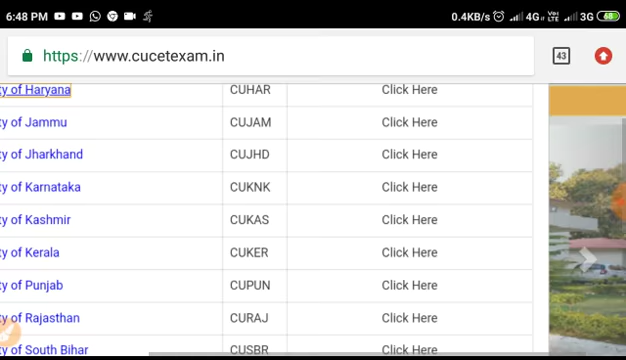 6:48 PM 0.4KB/s 4G VoLTE 3G 68
https://www.cucetexam.in 43
ty of Haryana CUHAR Click Here
ty of Jammu CUJAM Click Here
ty of Jharkhand CUJHD Click Here
ty of Karnataka CUKNK Click Here
ty of Kashmir CUKAS Click Here
ty of Kerala CUKER Click Here
ty of Punjab CUPUN Click Here
ty of Rajasthan CURAJ Click Here
ty of South Bihar CUSBR Click Here